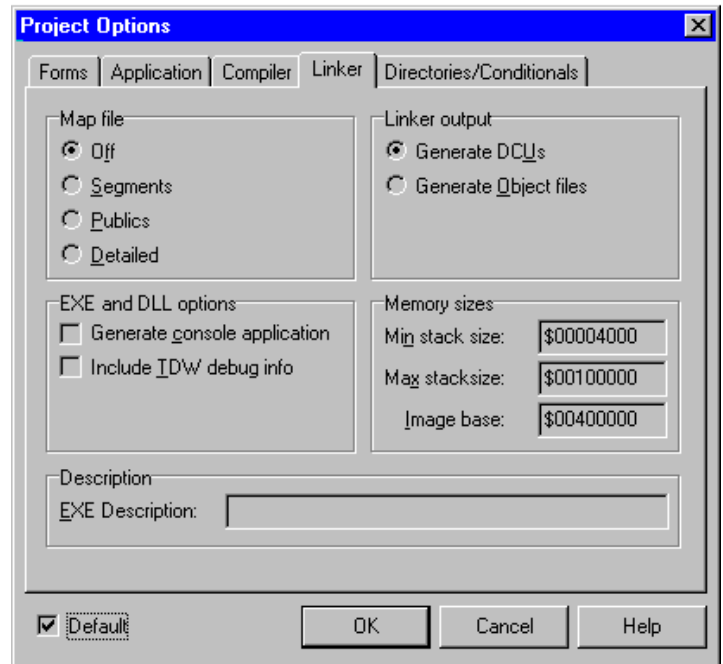 Project Options
Forms Application Compiler Linker Directories/Conditionals
Map file
Off
Segments
Publics
Detailed
Linker output
Generate DCUs
Generate Object files
EXE and DLL options
Generate console application
Include TDW debug info
Memory sizes
Min stack size: $00004000
Max stacksize: $00100000
Image base: $00400000
Description
EXE Description:
Default OK Cancel Help